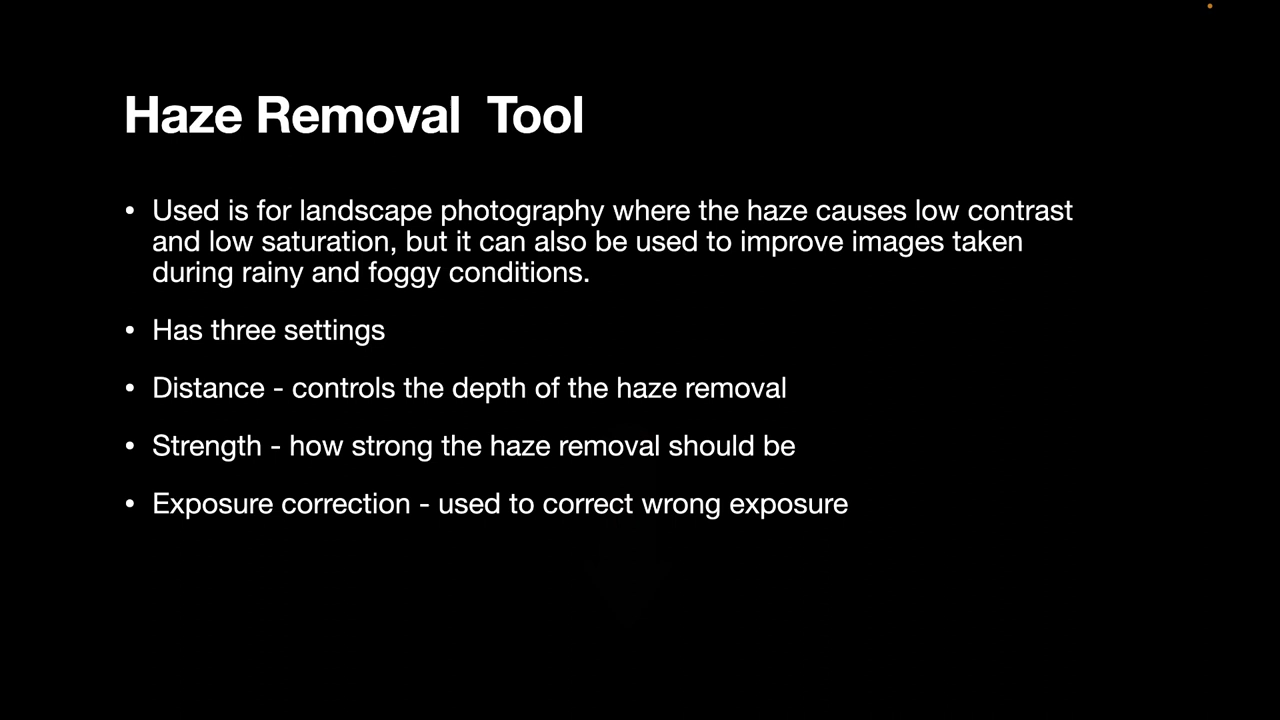 Haze Removal  Tool
• Used is for landscape photography where the haze causes low contrast
and low saturation, but it can also be used to improve images taken
during rainy and foggy conditions.
• Has three settings
• Distance - controls the depth of the haze removal
• Strength - how strong the haze removal should be
• Exposure correction - used to correct wrong exposure